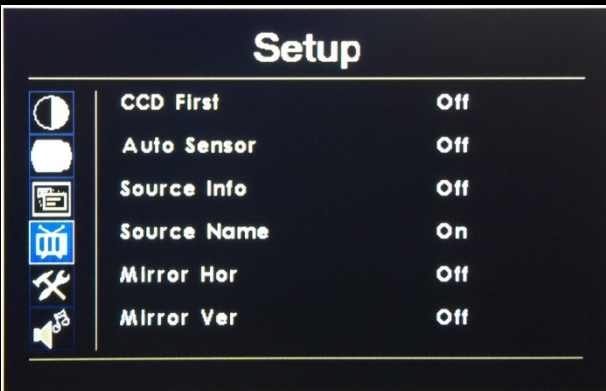 Setup
CCD First Off
Auto Sensor Off
Source Info Off
Source Name On
Mirror Hor Off
Mirror Ver Off